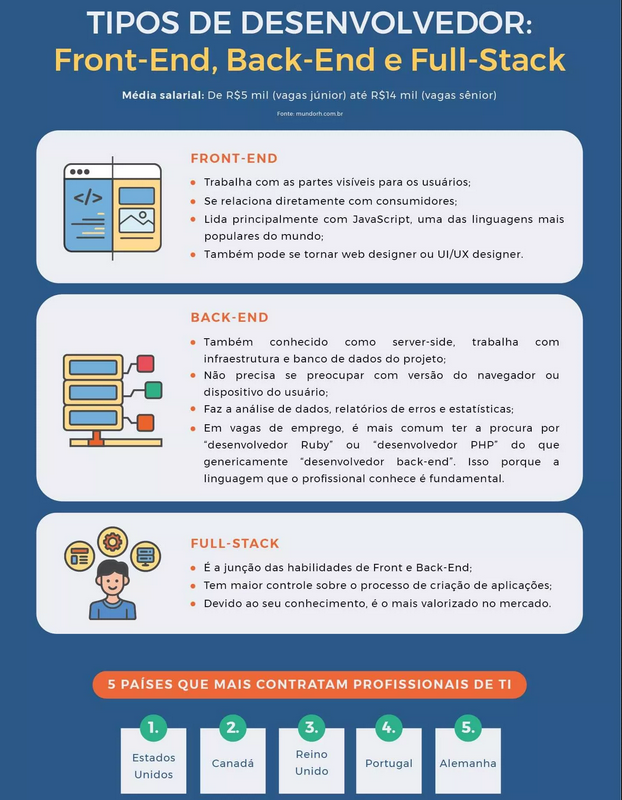 TIPOS DE DESENVOLVEDOR:
Front-End, Back-End e Full-Stack
Média salarial: De R$5 mil (vagas júnior) até R$14 mil (vagas sênior)
Fonte: mundorh.com.br
FRONT-END
Trabalha com as partes visíveis para os usuários;
Se relaciona diretamente com consumidores;
Lida principalmente com JavaScript, uma das linguagens mais
populares do mundo;
Também pode se tornar web designer ou UI/UX designer.
BACK-END
Também conhecido como server-side, trabalha com
infraestrutura e banco de dados do projeto;
Não precisa se preocupar com versão do navegador ou
dispositivo do usuário;
Faz a análise de dados, relatórios de erros e estatísticas;
Em vagas de emprego, é mais comum ter a procura por
“desenvolvedor Ruby” ou “desenvolvedor PHP” do que
genericamente “desenvolvedor back-end”. Isso porque a
linguagem que o profissional conhece é fundamental.
FULL-STACK
É a junção das habilidades de Front e Back-End;
Tem maior controle sobre o processo de criação de aplicações;
Devido ao seu conhecimento, é o mais valorizado no mercado.
5 PAÍSES QUE MAIS CONTRATAM PROFISSIONAIS DE TI
1.
Estados
Unidos
2.
Canadá
3.
Reino
Unido
4.
Portugal
5.
Alemanha